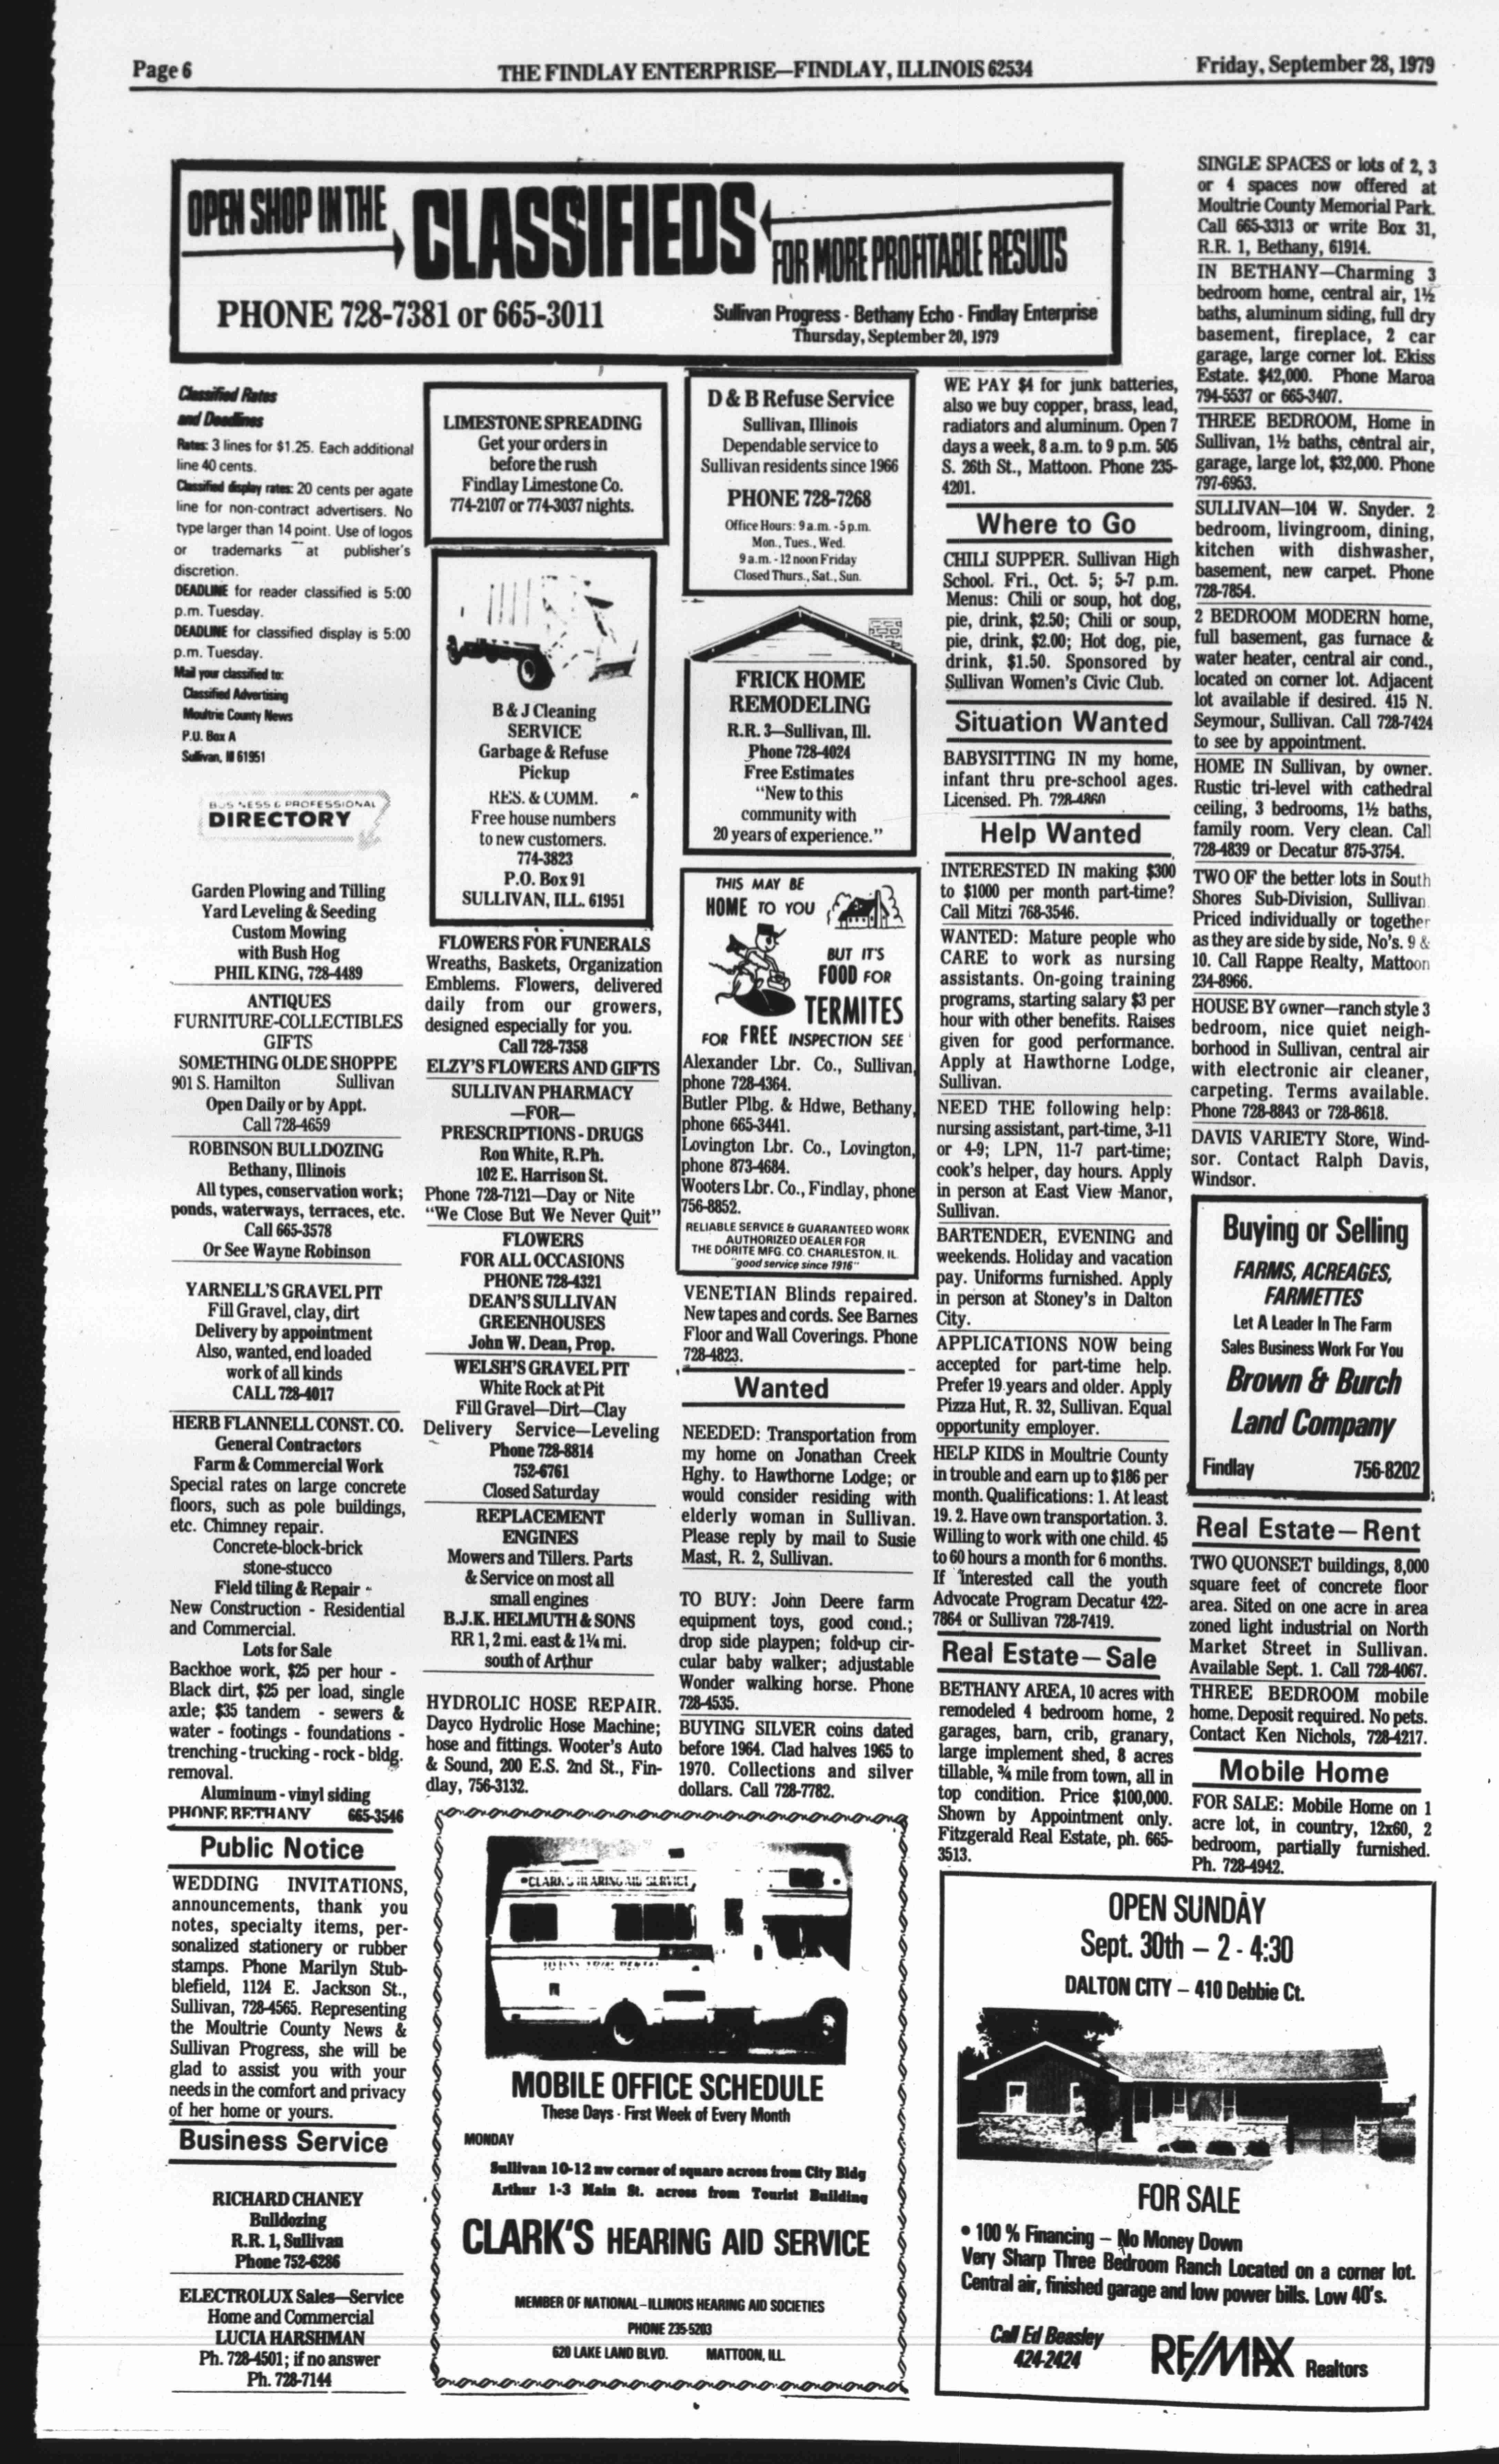 Page 6
THE FINDLAY ENTERPRISE—FINDLAY, ILLINOIS 62534
Friday, September 28, 1979
OPEN SHOP IN THE
CLASSIFIEDS
FOR MORE PROFITABLE RESULTS
PHONE 728-7381 or 665-3011
Sullivan Progress - Bethany Echo - Findlay Enterprise
Thursday, September 20, 1979
Classified Rates
and Deadlines
Rates: 3 lines for $1.25. Each additional
line 40 cents.
Classified display rates: 20 cents per agate
line for non-contract advertisers. No
type larger than 14 point. Use of logos
or trademarks at publisher's
discretion.
DEADLINE for reader classified is 5:00
p.m. Tuesday.
DEADLINE for classified display is 5:00
p.m. Tuesday.
Mail your classified to:
Classified Advertising
Moultrie County News
P.O. Box A
Sullivan, Ill 61951
BUSINESS & PROFESSIONAL
DIRECTORY
Garden Plowing and Tilling
Yard Leveling & Seeding
Custom Mowing
with Bush Hog
PHIL KING, 728-4489
ANTIQUES
FURNITURE-COLLECTIBLES
GIFTS
SOMETHING OLDE SHOPPE
901 S. Hamilton Sullivan
Open Daily or by Appt.
Call 728-4659
ROBINSON BULLDOZING
Bethany, Illinois
All types, conservation work;
ponds, waterways, terraces, etc.
Call 665-3578
Or See Wayne Robinson
YARNELL'S GRAVEL PIT
Fill Gravel, clay, dirt
Delivery by appointment
Also, wanted, end loaded
work of all kinds
CALL 728-4017
HERB FLANNELL CONST. CO.
General Contractors
Farm & Commercial Work
Special rates on large concrete
floors, such as pole buildings,
etc. Chimney repair.
Concrete-block-brick
stone-stucco
Field tiling & Repair -
New Construction - Residential
and Commercial.
Lots for Sale
Backhoe work, $25 per hour -
Black dirt, $25 per load, single
axle; $35 tandem - sewers &
water - footings - foundations -
trenching - trucking - rock - bldg.
removal.
Aluminum - vinyl siding
PHONE BETHANY 665-3546
Public Notice
WEDDING INVITATIONS,
announcements, thank you
notes, specialty items, per-
sonalized stationery or rubber
stamps. Phone Marilyn Stub-
blefield, 1124 E. Jackson St.,
Sullivan, 728-4565. Representing
the Moultrie County News &
Sullivan Progress, she will be
glad to assist you with your
needs in the comfort and privacy
of her home or yours.
Business Service
RICHARD CHANEY
Bulldozing
R.R. 1, Sullivan
Phone 752-6286
ELECTROLUX Sales—Service
Home and Commercial
LUCIA HARSHMAN
Ph. 728-4501; if no answer
Ph. 728-7144
LIMESTONE SPREADING
Get your orders in
before the rush
Findlay Limestone Co.
774-2107 or 774-3037 nights.
B & J Cleaning
SERVICE
Garbage & Refuse
Pickup
RES. & COMM.
Free house numbers
to new customers.
774-3823
P.O. Box 91
SULLIVAN, ILL. 61951
FLOWERS FOR FUNERALS
Wreaths, Baskets, Organization
Emblems. Flowers, delivered
daily from our growers,
designed especially for you.
Call 728-7358
ELZY'S FLOWERS AND GIFTS
SULLIVAN PHARMACY
—FOR—
PRESCRIPTIONS - DRUGS
Ron White, R.Ph.
102 E. Harrison St.
Phone 728-7121—Day or Nite
"We Close But We Never Quit"
FLOWERS
FOR ALL OCCASIONS
PHONE 728-4321
DEAN'S SULLIVAN
GREENHOUSES
John W. Dean, Prop.
WELSH'S GRAVEL PIT
White Rock at Pit
Fill Gravel—Dirt—Clay
Delivery Service—Leveling
Phone 728-8814
752-6761
Closed Saturday
REPLACEMENT
ENGINES
Mowers and Tillers. Parts
& Service on most all
small engines
B.J.K. HELMUTH & SONS
RR 1, 2 mi. east & 1¼ mi.
south of Arthur
HYDROLIC HOSE REPAIR.
Dayco Hydrolic Hose Machine;
hose and fittings. Wooter's Auto
& Sound, 200 E.S. 2nd St., Fin-
dlay, 756-3132.
D & B Refuse Service
Sullivan, Illinois
Dependable service to
Sullivan residents since 1966
PHONE 728-7268
Office Hours: 9 a.m. - 5 p.m.
Mon., Tues., Wed.
9 a.m. - 12 noon Friday
Closed Thurs., Sat., Sun.
FRICK HOME
REMODELING
R.R. 3—Sullivan, Ill.
Phone 728-4024
Free Estimates
"New to this
community with
20 years of experience."
THIS MAY BE
HOME TO YOU
BUT IT'S
FOOD FOR
TERMITES
FOR FREE INSPECTION SEE
Alexander Lbr. Co., Sullivan,
phone 728-4364.
Butler Plbg. & Hdwe, Bethany,
phone 665-3441.
Lovington Lbr. Co., Lovington,
phone 873-4684.
Wooters Lbr. Co., Findlay, phone
756-8852.
RELIABLE SERVICE & GUARANTEED WORK
AUTHORIZED DEALER FOR
THE DORITE MFG. CO. CHARLESTON, IL.
"good service since 1916"
VENETIAN Blinds repaired.
New tapes and cords. See Barnes
Floor and Wall Coverings. Phone
728-4823.
Wanted
NEEDED: Transportation from
my home on Jonathan Creek
Hghy. to Hawthorne Lodge; or
would consider residing with
elderly woman in Sullivan.
Please reply by mail to Susie
Mast, R. 2, Sullivan.
TO BUY: John Deere farm
equipment toys, good cond.;
drop side playpen; fold-up cir-
cular baby walker; adjustable
Wonder walking horse. Phone
728-4535.
BUYING SILVER coins dated
before 1964. Clad halves 1965 to
1970. Collections and silver
dollars. Call 728-7782.
CLARK'S HEARING AID SERVICE
MOBILE OFFICE SCHEDULE
These Days - First Week of Every Month
MONDAY
Sullivan 10-12 nw corner of square across from City Bldg
Arthur 1-3 Main St. across from Tourist Building
CLARK'S HEARING AID SERVICE
MEMBER OF NATIONAL-ILLINOIS HEARING AID SOCIETIES
PHONE 235-5203
620 LAKE LAND BLVD. MATTOON, ILL.
WE PAY $4 for junk batteries,
also we buy copper, brass, lead,
radiators and aluminum. Open 7
days a week, 8 a.m. to 9 p.m. 505
S. 26th St., Mattoon. Phone 235-
4201.
Where to Go
CHILI SUPPER. Sullivan High
School. Fri., Oct. 5; 5-7 p.m.
Menus: Chili or soup, hot dog,
pie, drink, $2.50; Chili or soup,
pie, drink, $2.00; Hot dog, pie,
drink, $1.50. Sponsored by
Sullivan Women's Civic Club.
Situation Wanted
BABYSITTING IN my home,
infant thru pre-school ages.
Licensed. Ph. 728-4860
Help Wanted
INTERESTED IN making $300
to $1000 per month part-time?
Call Mitzi 768-3546.
WANTED: Mature people who
CARE to work as nursing
assistants. On-going training
programs, starting salary $3 per
hour with other benefits. Raises
given for good performance.
Apply at Hawthorne Lodge,
Sullivan.
NEED THE following help:
nursing assistant, part-time, 3-11
or 4-9; LPN, 11-7 part-time;
cook's helper, day hours. Apply
in person at East View Manor,
Sullivan.
BARTENDER, EVENING and
weekends. Holiday and vacation
pay. Uniforms furnished. Apply
in person at Stoney's in Dalton
City.
APPLICATIONS NOW being
accepted for part-time help.
Prefer 19 years and older. Apply
Pizza Hut, R. 32, Sullivan. Equal
opportunity employer.
HELP KIDS in Moultrie County
in trouble and earn up to $186 per
month. Qualifications: 1. At least
19. 2. Have own transportation. 3.
Willing to work with one child. 45
to 60 hours a month for 6 months.
If interested call the youth
Advocate Program Decatur 422-
7864 or Sullivan 728-7419.
Real Estate—Sale
BETHANY AREA, 10 acres with
remodeled 4 bedroom home, 2
garages, barn, crib, granary,
large implement shed, 8 acres
tillable, ¾ mile from town, all in
top condition. Price $100,000.
Shown by Appointment only.
Fitzgerald Real Estate, ph. 665-
3513.
SINGLE SPACES or lots of 2, 3
or 4 spaces now offered at
Moultrie County Memorial Park.
Call 665-3313 or write Box 31,
R.R. 1, Bethany, 61914.
IN BETHANY—Charming 3
bedroom home, central air, 1½
baths, aluminum siding, full dry
basement, fireplace, 2 car
garage, large corner lot. Ekiss
Estate. $42,000. Phone Maroa
794-5537 or 665-3407.
THREE BEDROOM, Home in
Sullivan, 1½ baths, central air,
garage, large lot, $32,000. Phone
797-6953.
SULLIVAN—104 W. Snyder. 2
bedroom, livingroom, dining,
kitchen with dishwasher,
basement, new carpet. Phone
728-7854.
2 BEDROOM MODERN home,
full basement, gas furnace &
water heater, central air cond.,
located on corner lot. Adjacent
lot available if desired. 415 N.
Seymour, Sullivan. Call 728-7424
to see by appointment.
HOME IN Sullivan, by owner.
Rustic tri-level with cathedral
ceiling, 3 bedrooms, 1½ baths,
family room. Very clean. Call
728-4839 or Decatur 875-3754.
TWO OF the better lots in South
Shores Sub-Division, Sullivan.
Priced individually or together
as they are side by side, No's. 9 &
10. Call Rappe Realty, Mattoon
234-8966.
HOUSE BY owner—ranch style 3
bedroom, nice quiet neigh-
borhood in Sullivan, central air
with electronic air cleaner,
carpeting. Terms available.
Phone 728-8843 or 728-8618.
DAVIS VARIETY Store, Wind-
sor. Contact Ralph Davis,
Windsor.
Buying or Selling
FARMS, ACREAGES,
FARMETTES
Let A Leader In The Farm
Sales Business Work For You
Brown & Burch
Land Company
Findlay 756-8202
Real Estate—Rent
TWO QUONSET buildings, 8,000
square feet of concrete floor
area. Sited on one acre in area
zoned light industrial on North
Market Street in Sullivan.
Available Sept. 1. Call 728-4067.
THREE BEDROOM mobile
home. Deposit required. No pets.
Contact Ken Nichols, 728-4217.
Mobile Home
FOR SALE: Mobile Home on 1
acre lot, in country, 12x60, 2
bedroom, partially furnished.
Ph. 728-4942.
OPEN SUNDAY
Sept. 30th — 2 - 4:30
DALTON CITY — 410 Debbie Ct.
FOR SALE
• 100 % Financing — No Money Down
Very Sharp Three Bedroom Ranch Located on a corner lot.
Central air, finished garage and low power bills. Low 40's.
Call Ed Beasley
424-2424
RE/MAX Realtors